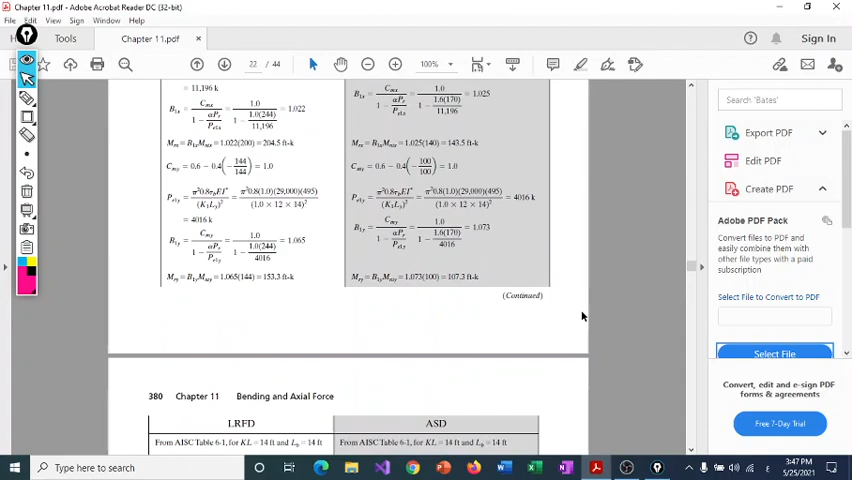 Chapter 11.pdf - Adobe Acrobat Reader DC (32-bit)
File Edit View Sign Window Help
Tools
Chapter 11.pdf ×
Sign In
22 / 44
100%
= 11,196 k
B1x = Cmx / (1 − αPr / Pe1x) = 1.0 / (1 − 1.0(244) / 11,196) = 1.022
B1x = Cmx / (1 − αPr / Pe1x) = 1.0 / (1 − 1.6(170) / 11,196) = 1.025
Mrx = B1xMntx = 1.022(200) = 204.5 ft-k
Mrx = B1xMntx = 1.025(140) = 143.5 ft-k
Cmy = 0.6 − 0.4(−144/144) = 1.0
Cmy = 0.6 − 0.4(−100/100) = 1.0
Pe1y = π²0.8τbEI* / (K1Ly)² = π²0.8(1.0)(29,000)(495) / (1.0 × 12 × 14)²
Pe1y = π²0.8τbEI* / (K1Ly)² = π²0.8(1.0)(29,000)(495) / (1.0 × 12 × 14)² = 4016 k
= 4016 k
B1y = Cmy / (1 − αPr / Pe1y) = 1.0 / (1 − 1.0(244) / 4016) = 1.065
B1y = Cmy / (1 − αPr / Pe1y) = 1.0 / (1 − 1.6(170) / 4016) = 1.073
Mry = B1yMnty = 1.065(144) = 153.3 ft-k
Mry = B1yMnty = 1.073(100) = 107.3 ft-k
(Continued)
380 Chapter 11 Bending and Axial Force
LRFD ASD
From AISC Table 6-1, for KL = 14 ft and Lb = 14 ft
From AISC Table 6-1, for KL = 14 ft and Lb = 14 ft
Search 'Bates'
Export PDF
Edit PDF
Create PDF
Adobe PDF Pack
Convert files to PDF and
easily combine them with
other file types with a paid
subscription
Select File to Convert to PDF
Select File
Convert, edit and e-sign PDF
forms & agreements
Free 7-Day Trial
Type here to search
3:47 PM
5/25/2021